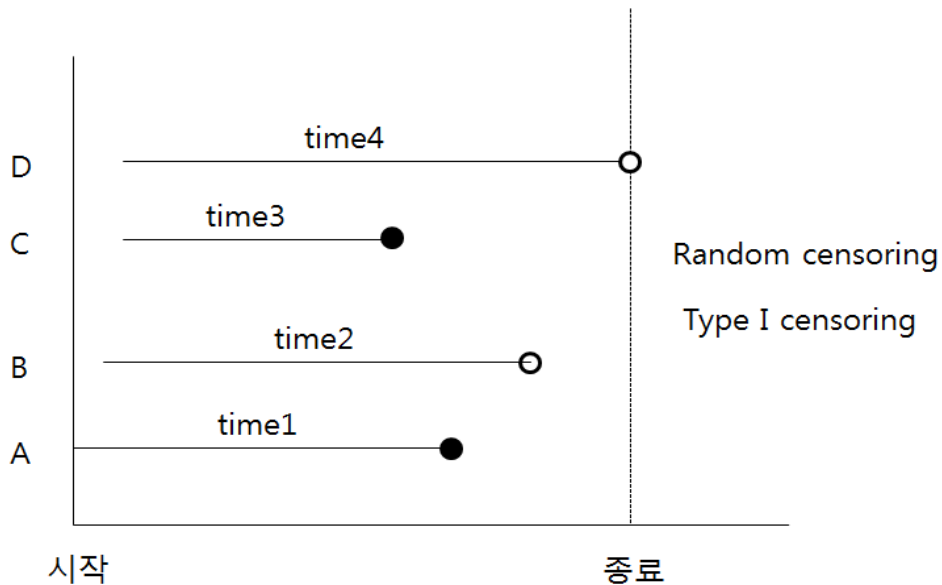 time4
D
time3
C
Random censoring
Type I censoring
time2
B
time1
A
시작
종료